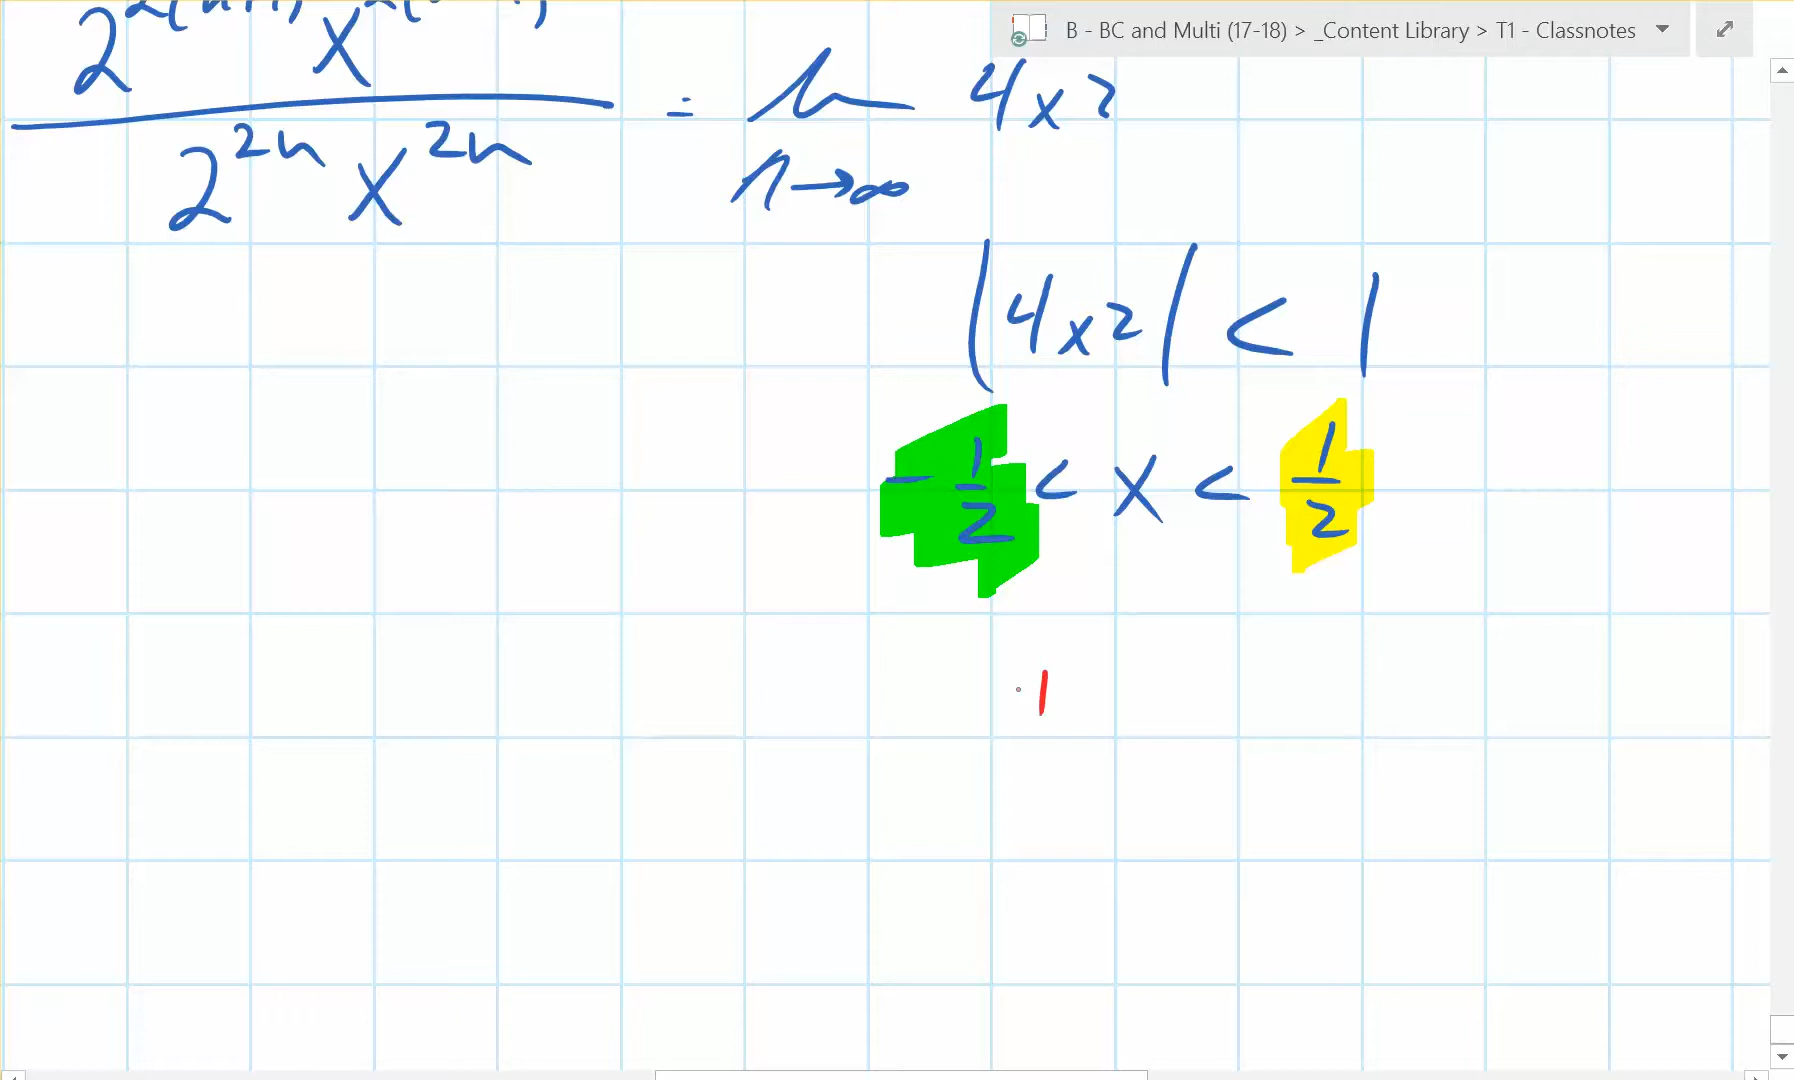 B - BC and Multi (17-18) > _Content Library > T1 - Classnotes
2^{2(n+1)} x^{2(n+1)} / 2^{2n} x^{2n} = lim_{n→∞} 4x²
|4x²| < 1
-1/2 < x < 1/2
1